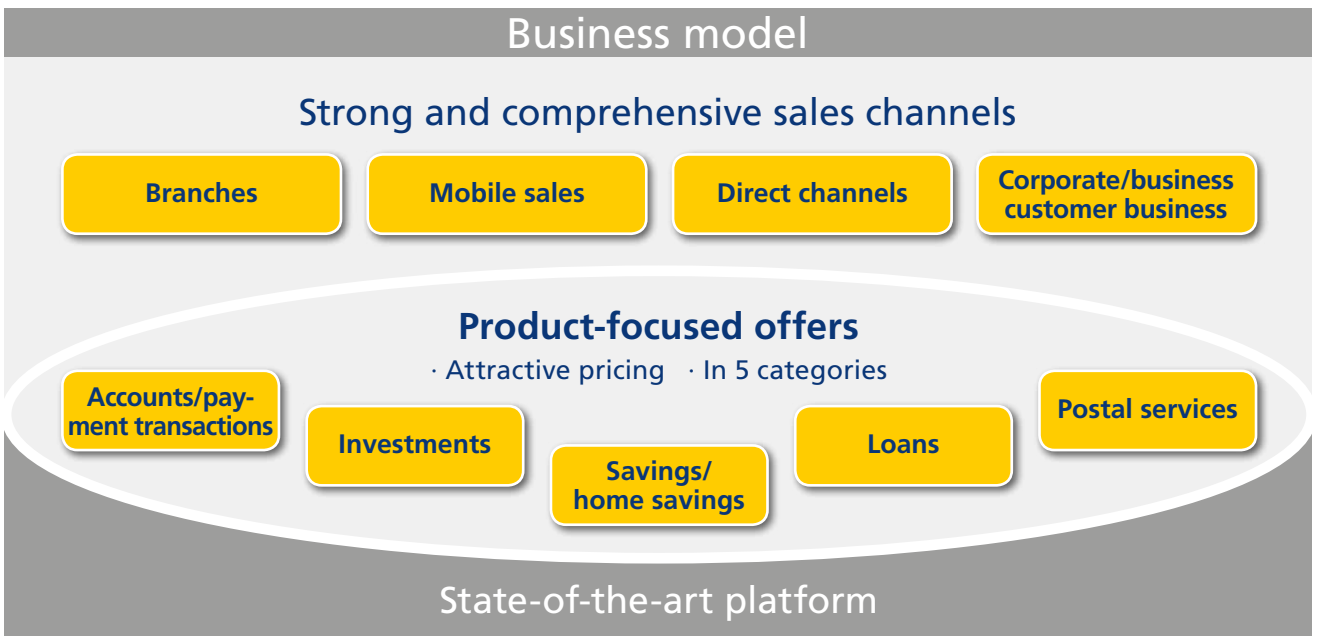 Business model
Strong and comprehensive sales channels
Branches
Mobile sales
Direct channels
Corporate/business
customer business
Product-focused offers
· Attractive pricing · In 5 categories
Accounts/pay-
ment transactions
Investments
Savings/
home savings
Loans
Postal services
State-of-the-art platform